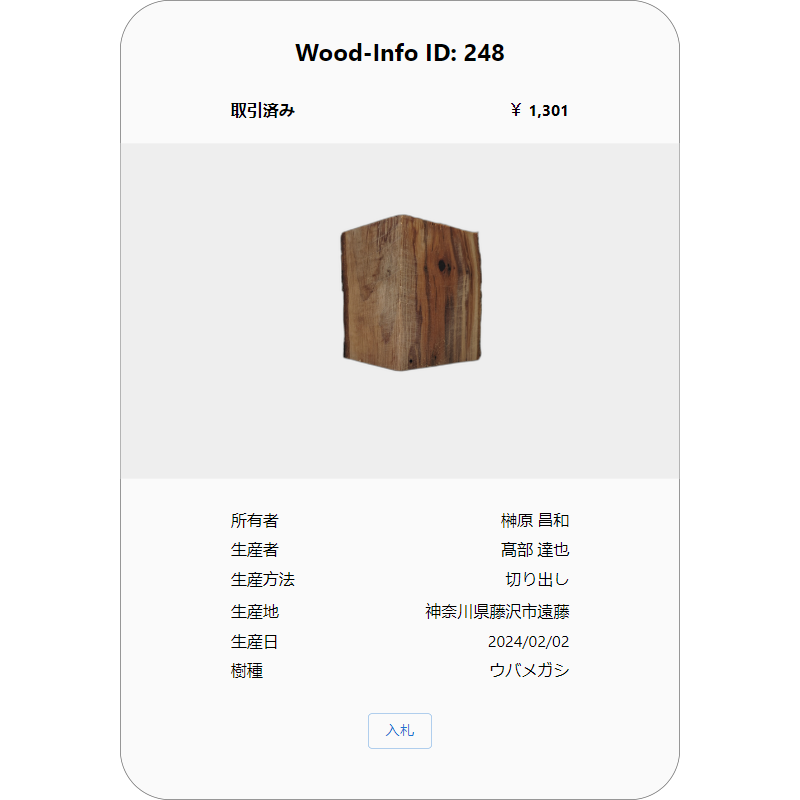 Wood-Info ID: 248
取引済み ￥ 1,301
所有者 榊原 昌和
生産者 髙部 達也
生産方法 切り出し
生産地 神奈川県藤沢市遠藤
生産日 2024/02/02
樹種 ウバメガシ
入札